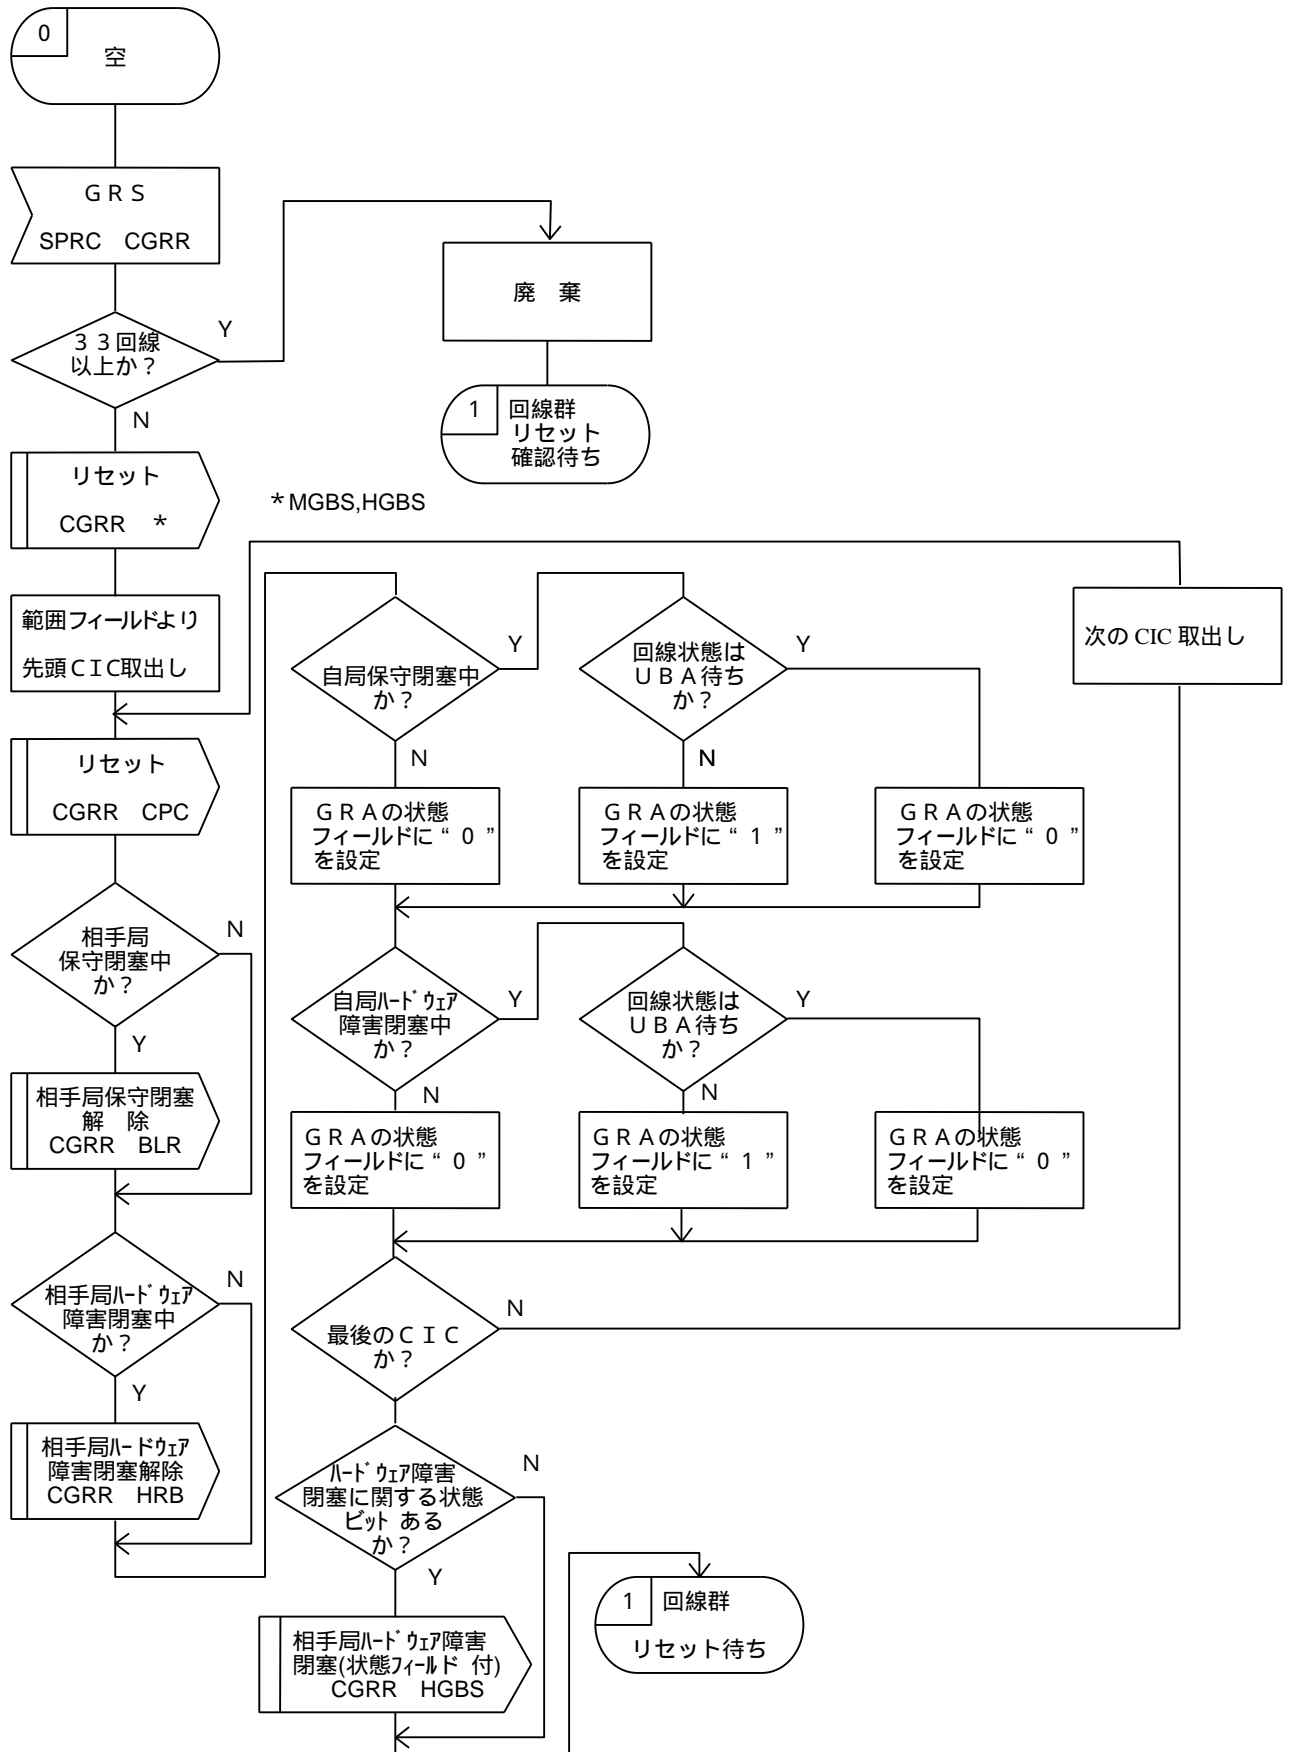 0
空
ＧＲＳ
SPRC CGRR
３３回線
以上か？
Y
N
廃 棄
1
回線群
リセット
確認待ち
リセット
CGRR ＊
＊MGBS,HGBS
範囲フィールドより
先頭ＣＩＣ取出し
リセット
CGRR CPC
相手局
保守閉塞中
か？
N
Y
相手局保守閉塞
解 除
CGRR BLR
相手局ﾊｰﾄﾞｳｪｱ
障害閉塞中
か？
N
Y
相手局ﾊｰドｳｪｱ
障害閉塞解除
CGRR HRB
自局保守閉塞中
か？
Y
N
回線状態は
ＵＢＡ待ち
か？
Y
N
次の CIC 取出し
ＧＲＡの状態
フィールドに“０”
を設定
ＧＲＡの状態
フィールドに“１”
を設定
ＧＲＡの状態
フィールドに“０”
を設定
自局ﾊｰﾄﾞｳｪｱ
障害閉塞中
か？
Y
N
回線状態は
ＵＢＡ待ち
か？
Y
N
ＧＲＡの状態
フィールドに“０”
を設定
ＧＲＡの状態
フィールドに“１”
を設定
ＧＲＡの状態
フィールドに“０”
を設定
最後のＣＩＣ
か？
N
ﾊｰﾄﾞｳｪｱ障害
閉塞に関する状態
ﾋﾞｯﾄ ある
か？
N
Y
相手局ﾊｰﾄﾞｳｪｱ障害
閉塞(状態ﾌｨｰﾙド 付)
CGRR HGBS
1
回線群
リセット待ち